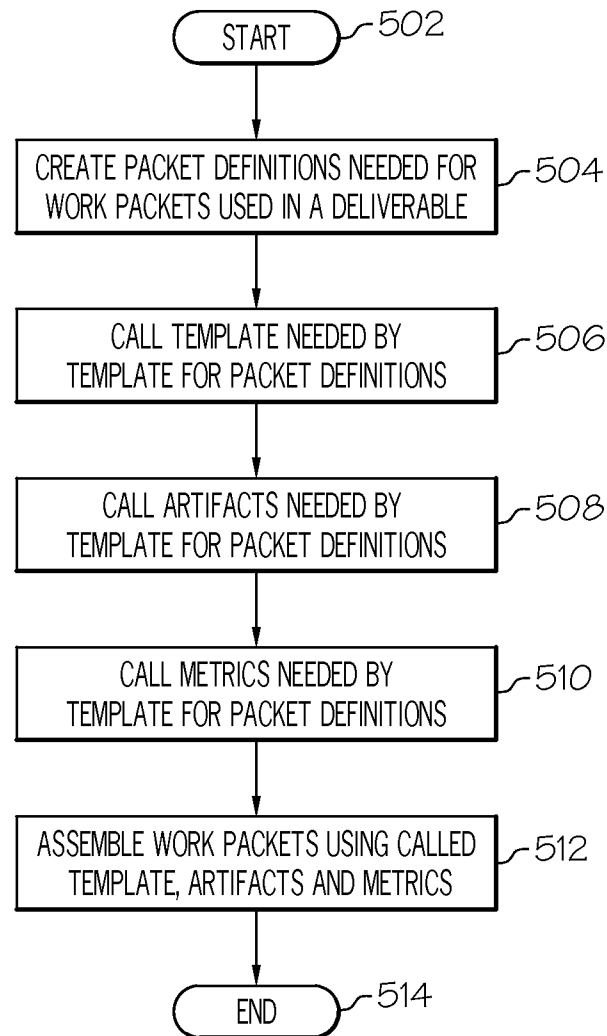 START
502
CREATE PACKET DEFINITIONS NEEDED FOR
WORK PACKETS USED IN A DELIVERABLE
504
CALL TEMPLATE NEEDED BY
TEMPLATE FOR PACKET DEFINITIONS
506
CALL ARTIFACTS NEEDED BY
TEMPLATE FOR PACKET DEFINITIONS
508
CALL METRICS NEEDED BY
TEMPLATE FOR PACKET DEFINITIONS
510
ASSEMBLE WORK PACKETS USING CALLED
TEMPLATE, ARTIFACTS AND METRICS
512
END
514